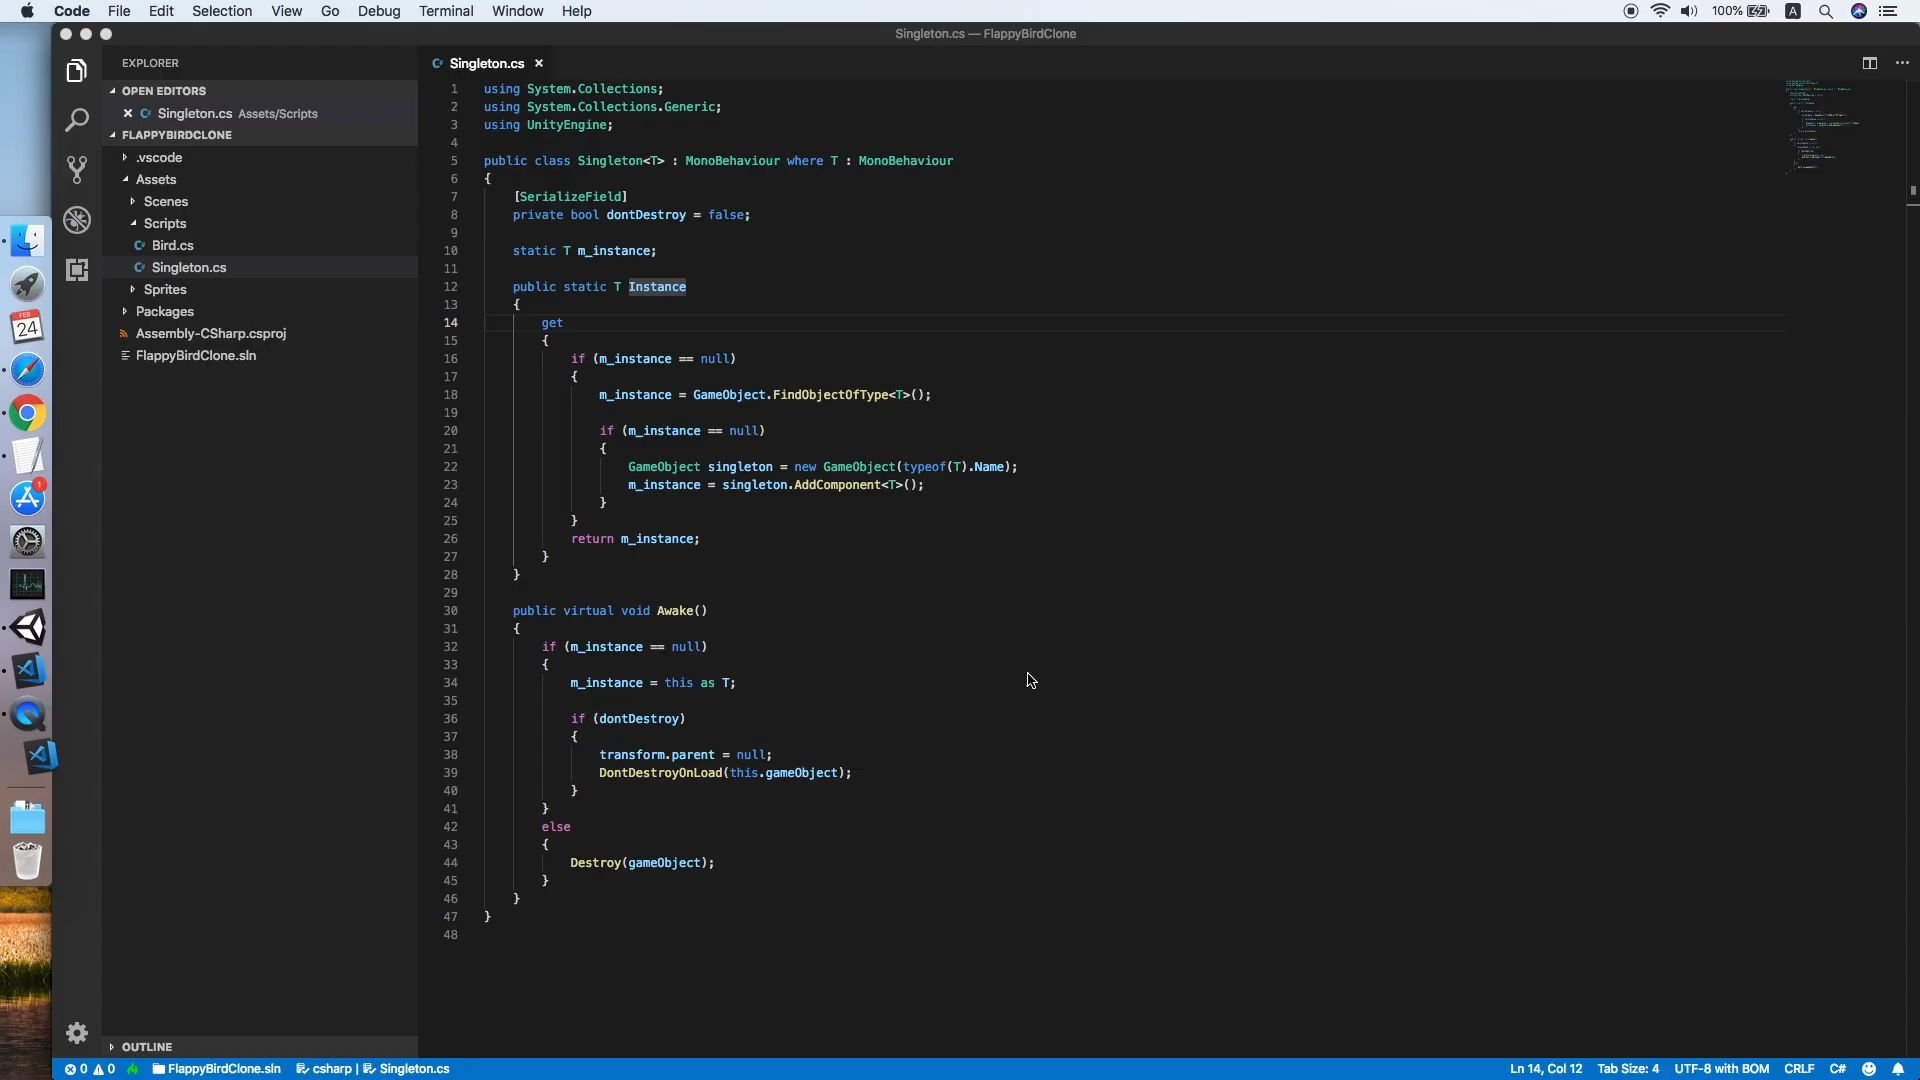 Code File Edit Selection View Go Debug Terminal Window Help
100%
A
Singleton.cs — FlappyBirdClone
EXPLORER
OPEN EDITORS
Singleton.cs Assets/Scripts
FLAPPYBIRDCLONE
.vscode
Assets
Scenes
Scripts
Bird.cs
Singleton.cs
Sprites
Packages
Assembly-CSharp.csproj
FlappyBirdClone.sln
OUTLINE
FEB
24
1
Singleton.cs
1 using System.Collections;
2 using System.Collections.Generic;
3 using UnityEngine;
4
5 public class Singleton<T> : MonoBehaviour where T : MonoBehaviour
6 {
7 [SerializeField]
8 private bool dontDestroy = false;
9
10 static T m_instance;
11
12 public static T Instance
13 {
14 get
15 {
16 if (m_instance == null)
17 {
18 m_instance = GameObject.FindObjectOfType<T>();
19
20 if (m_instance == null)
21 {
22 GameObject singleton = new GameObject(typeof(T).Name);
23 m_instance = singleton.AddComponent<T>();
24 }
25 }
26 return m_instance;
27 }
28 }
29
30 public virtual void Awake()
31 {
32 if (m_instance == null)
33 {
34 m_instance = this as T;
35
36 if (dontDestroy)
37 {
38 transform.parent = null;
39 DontDestroyOnLoad(this.gameObject);
40 }
41 }
42 else
43 {
44 Destroy(gameObject);
45 }
46 }
47 }
48
0 0 FlappyBirdClone.sln csharp | Singleton.cs
Ln 14, Col 12 Tab Size: 4 UTF-8 with BOM CRLF C#